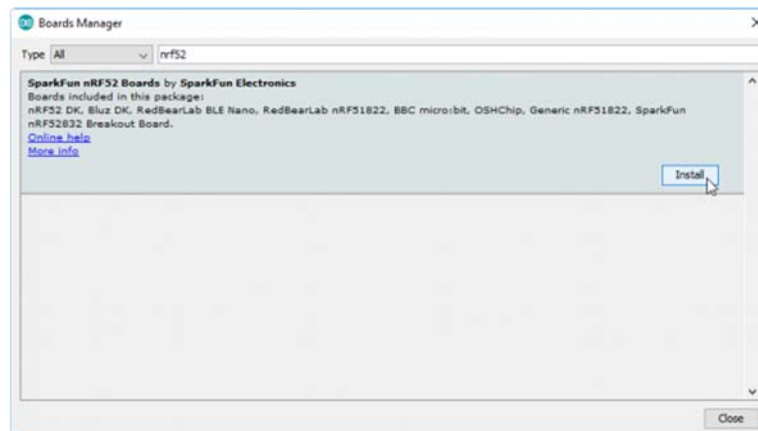 Boards Manager
Type All nrf52
SparkFun nRF52 Boards by SparkFun Electronics
Boards included in this package:
nRF52 DK, Bluz DK, RedBearLab BLE Nano, RedBearLab nRF51822, BBC micro:bit, OSHChip, Generic nRF51822, SparkFun
nRF52832 Breakout Board.
Online help
More info
Install
Close